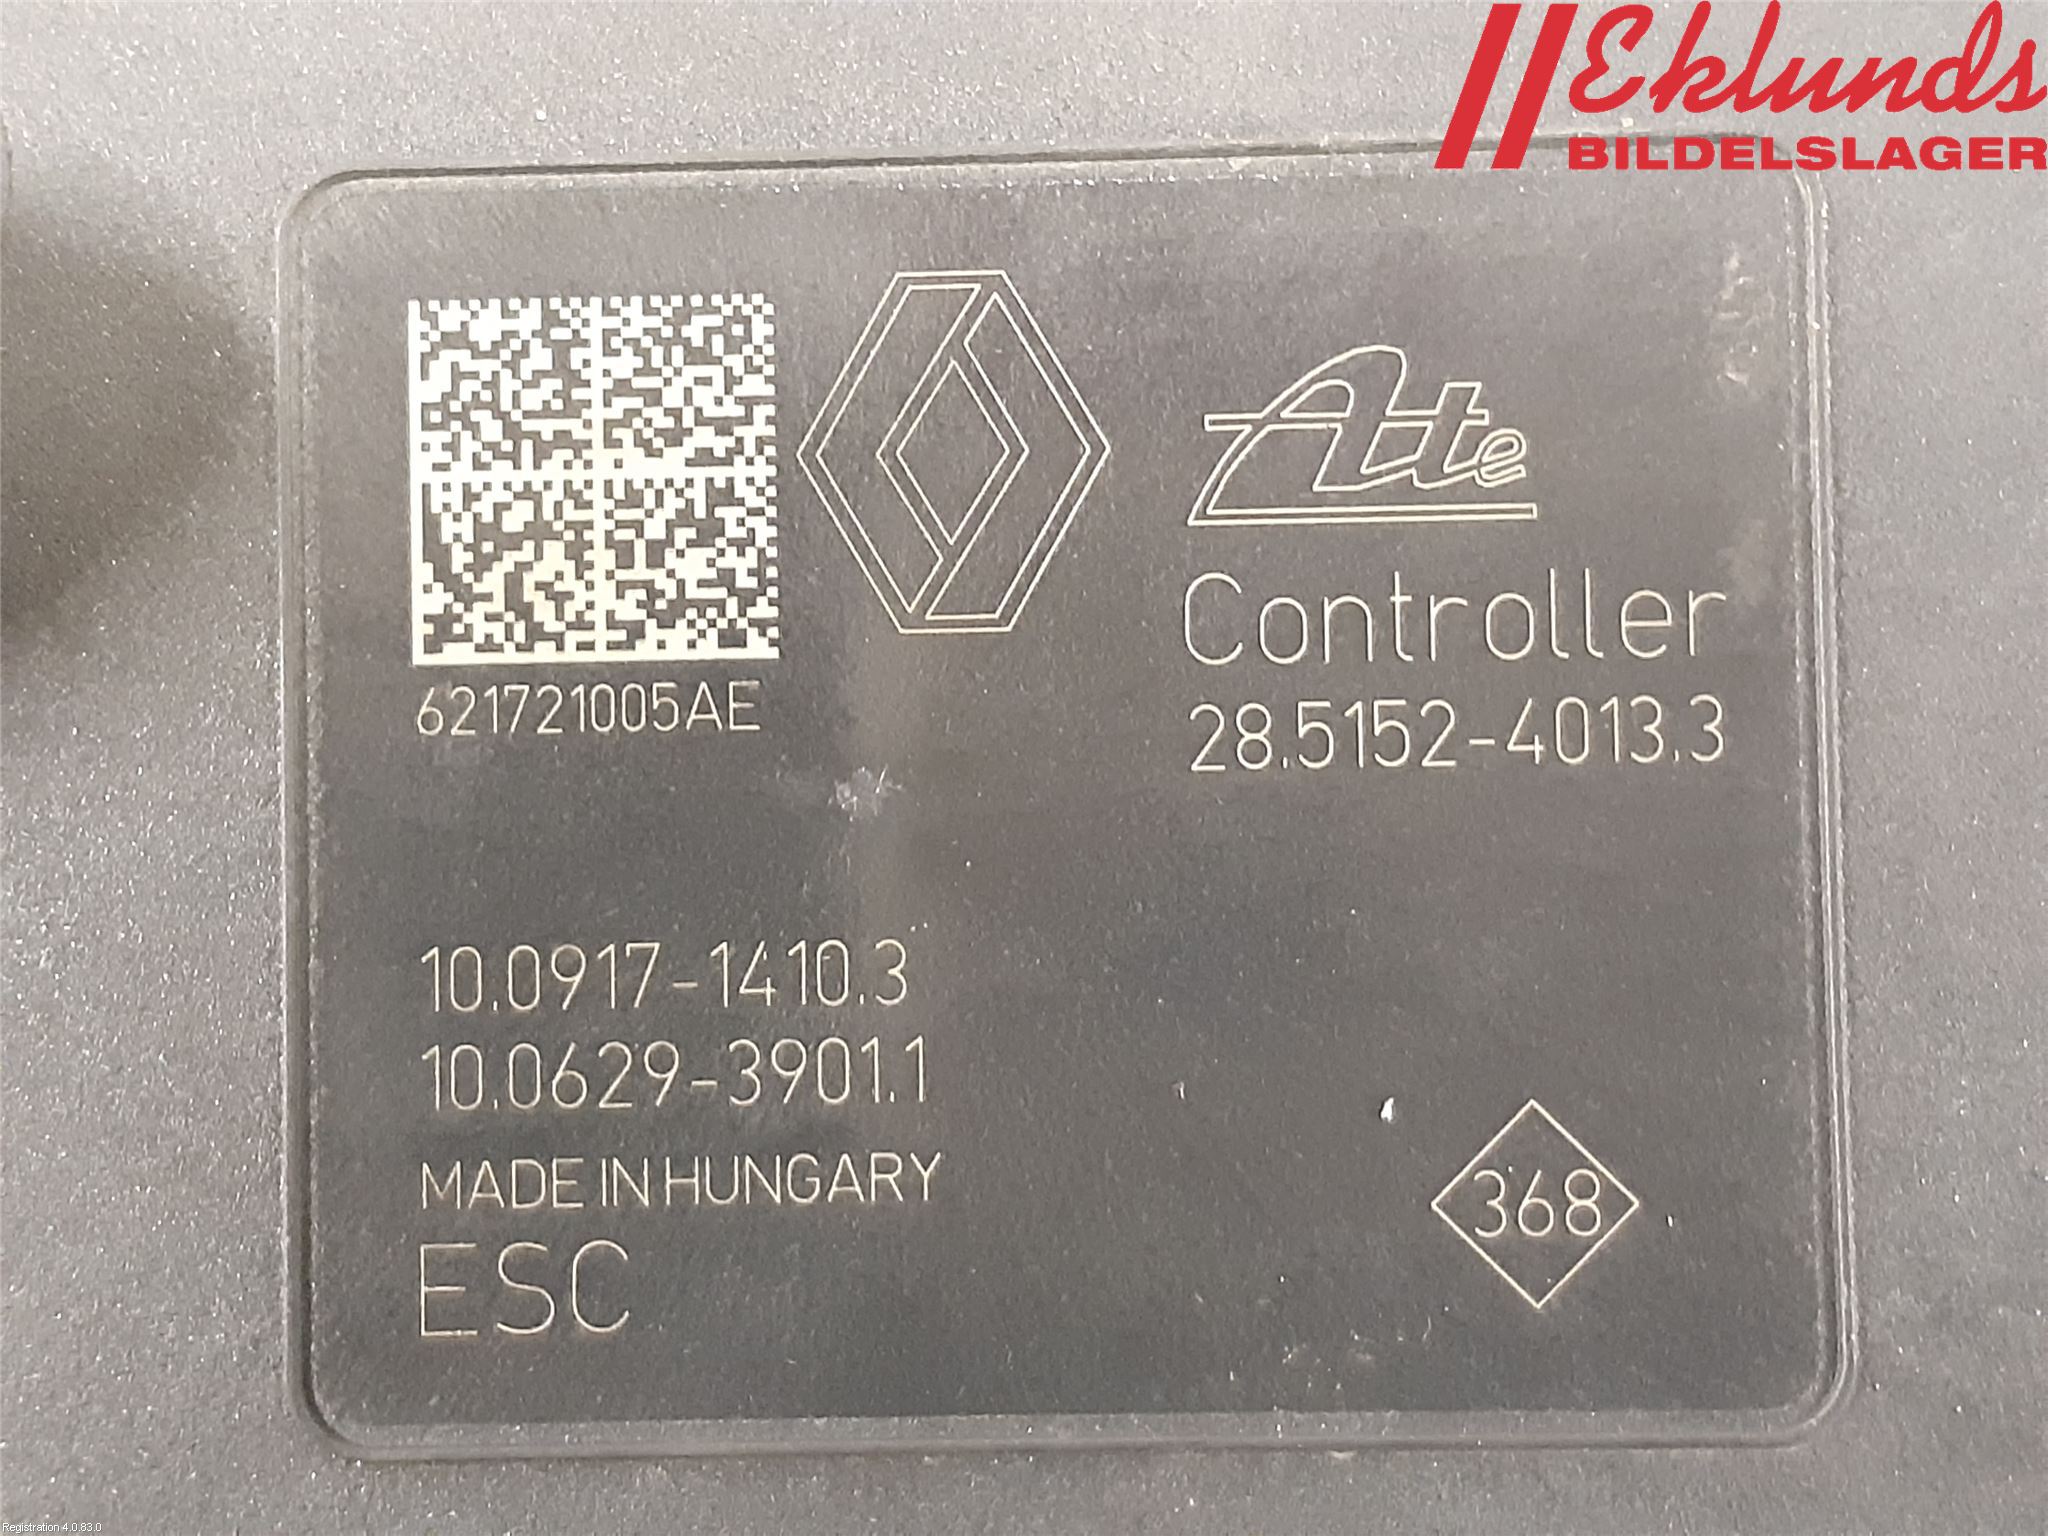 Eklunds
BILDELSLAGER
Ate
Controller
621721005AE
28.5152-4013.3
10.0917-1410.3
10.0629-3901.1
MADE IN HUNGARY
368
ESC
Registration 4.0.83.0